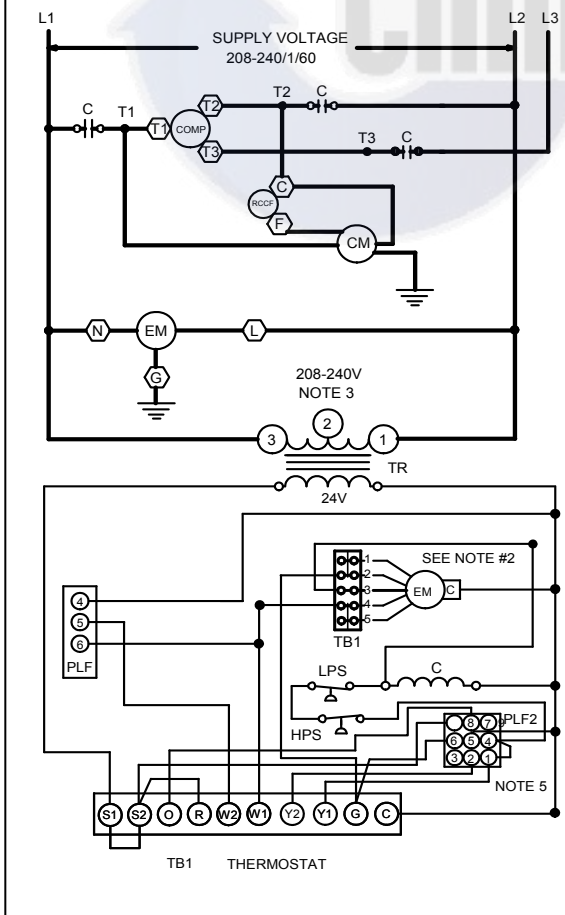 L1 L2 L3
SUPPLY VOLTAGE
208-240/1/60
C T1 T1 COMP T2 T2 C
T3 T3 C
C
RCCF
F
CM
N EM L
G
208-240V
NOTE 3
3 2 1
TR
24V
SEE NOTE #2
1
2
3 EM C
4
5
TB1
4
5
6
PLF
LPS C
HPS
8 7 9 PLF2
6 5 4
3 2 1
NOTE 5
S1 S2 O R W2 W1 Y2 Y1 G C
TB1 THERMOSTAT